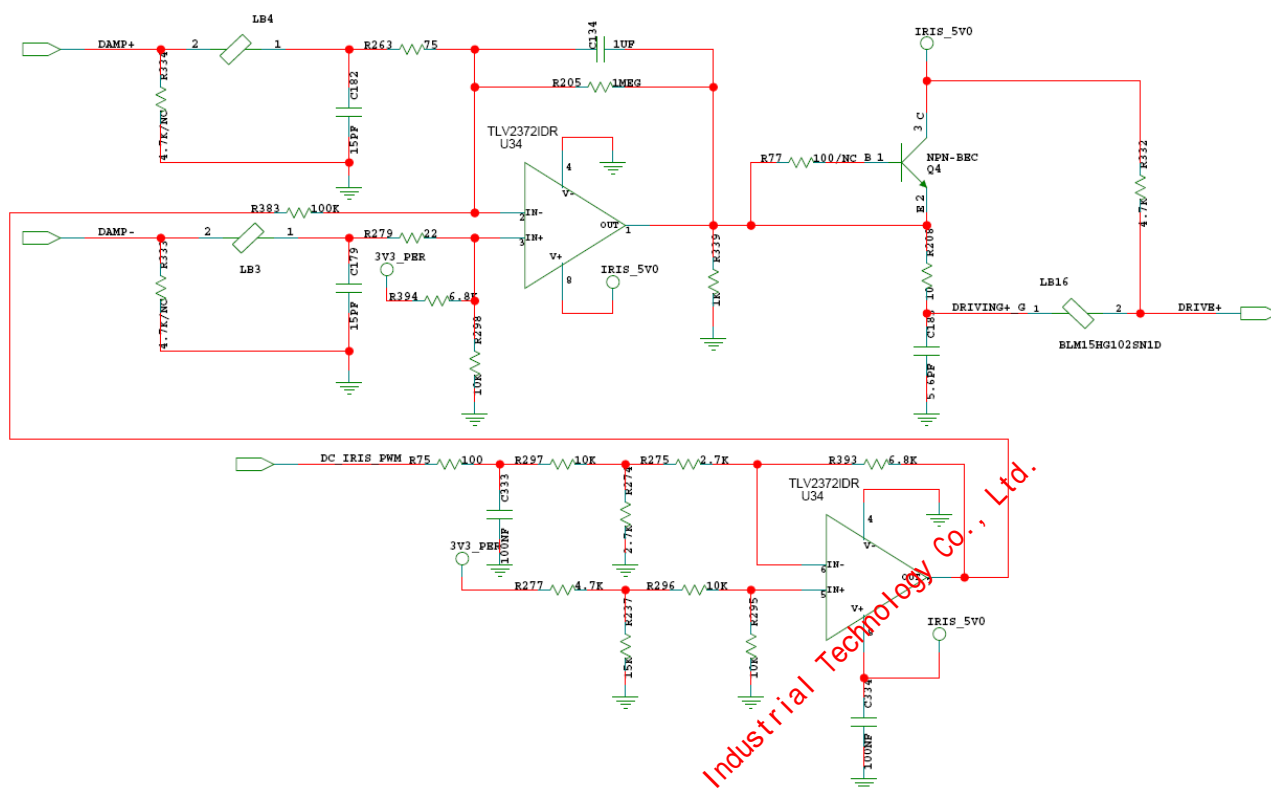 LB4
IRIS_5V0
DAMP+
2
1
R263
75
C134
1UF
R334
4.7K/NC
C182
15PF
R205
1MEG
TLV2372IDR
U34
4
V-
R77
100/NC
B 1
3 C
NPN-BEC
Q4
E 2
R332
4.7K
R383
100K
2
IN-
3
IN+
OUT
1
V+
8
IRIS_5V0
DAMP-
2
1
LB3
R279
22
3V3_PER
R394
6.8K
R333
4.7K/NC
C179
15PF
R298
10K
R339
1K
R208
10
DRIVING+ G
1
LB16
2
DRIVE+
BLM15HG102SN1D
5.6PF
DC_IRIS_PWM
R75
100
R297
10K
R275
2.7K
R393
6.8K
C333
100NF
R274
2.7K
TLV2372IDR
U34
4
V-
3V3_PER
R277
4.7K
R296
10K
6
IN-
5
IN+
OUT
V+
R237
15K
R295
10K
IRIS_5V0
C334
100NF
Industrial Technology Co., Ltd.